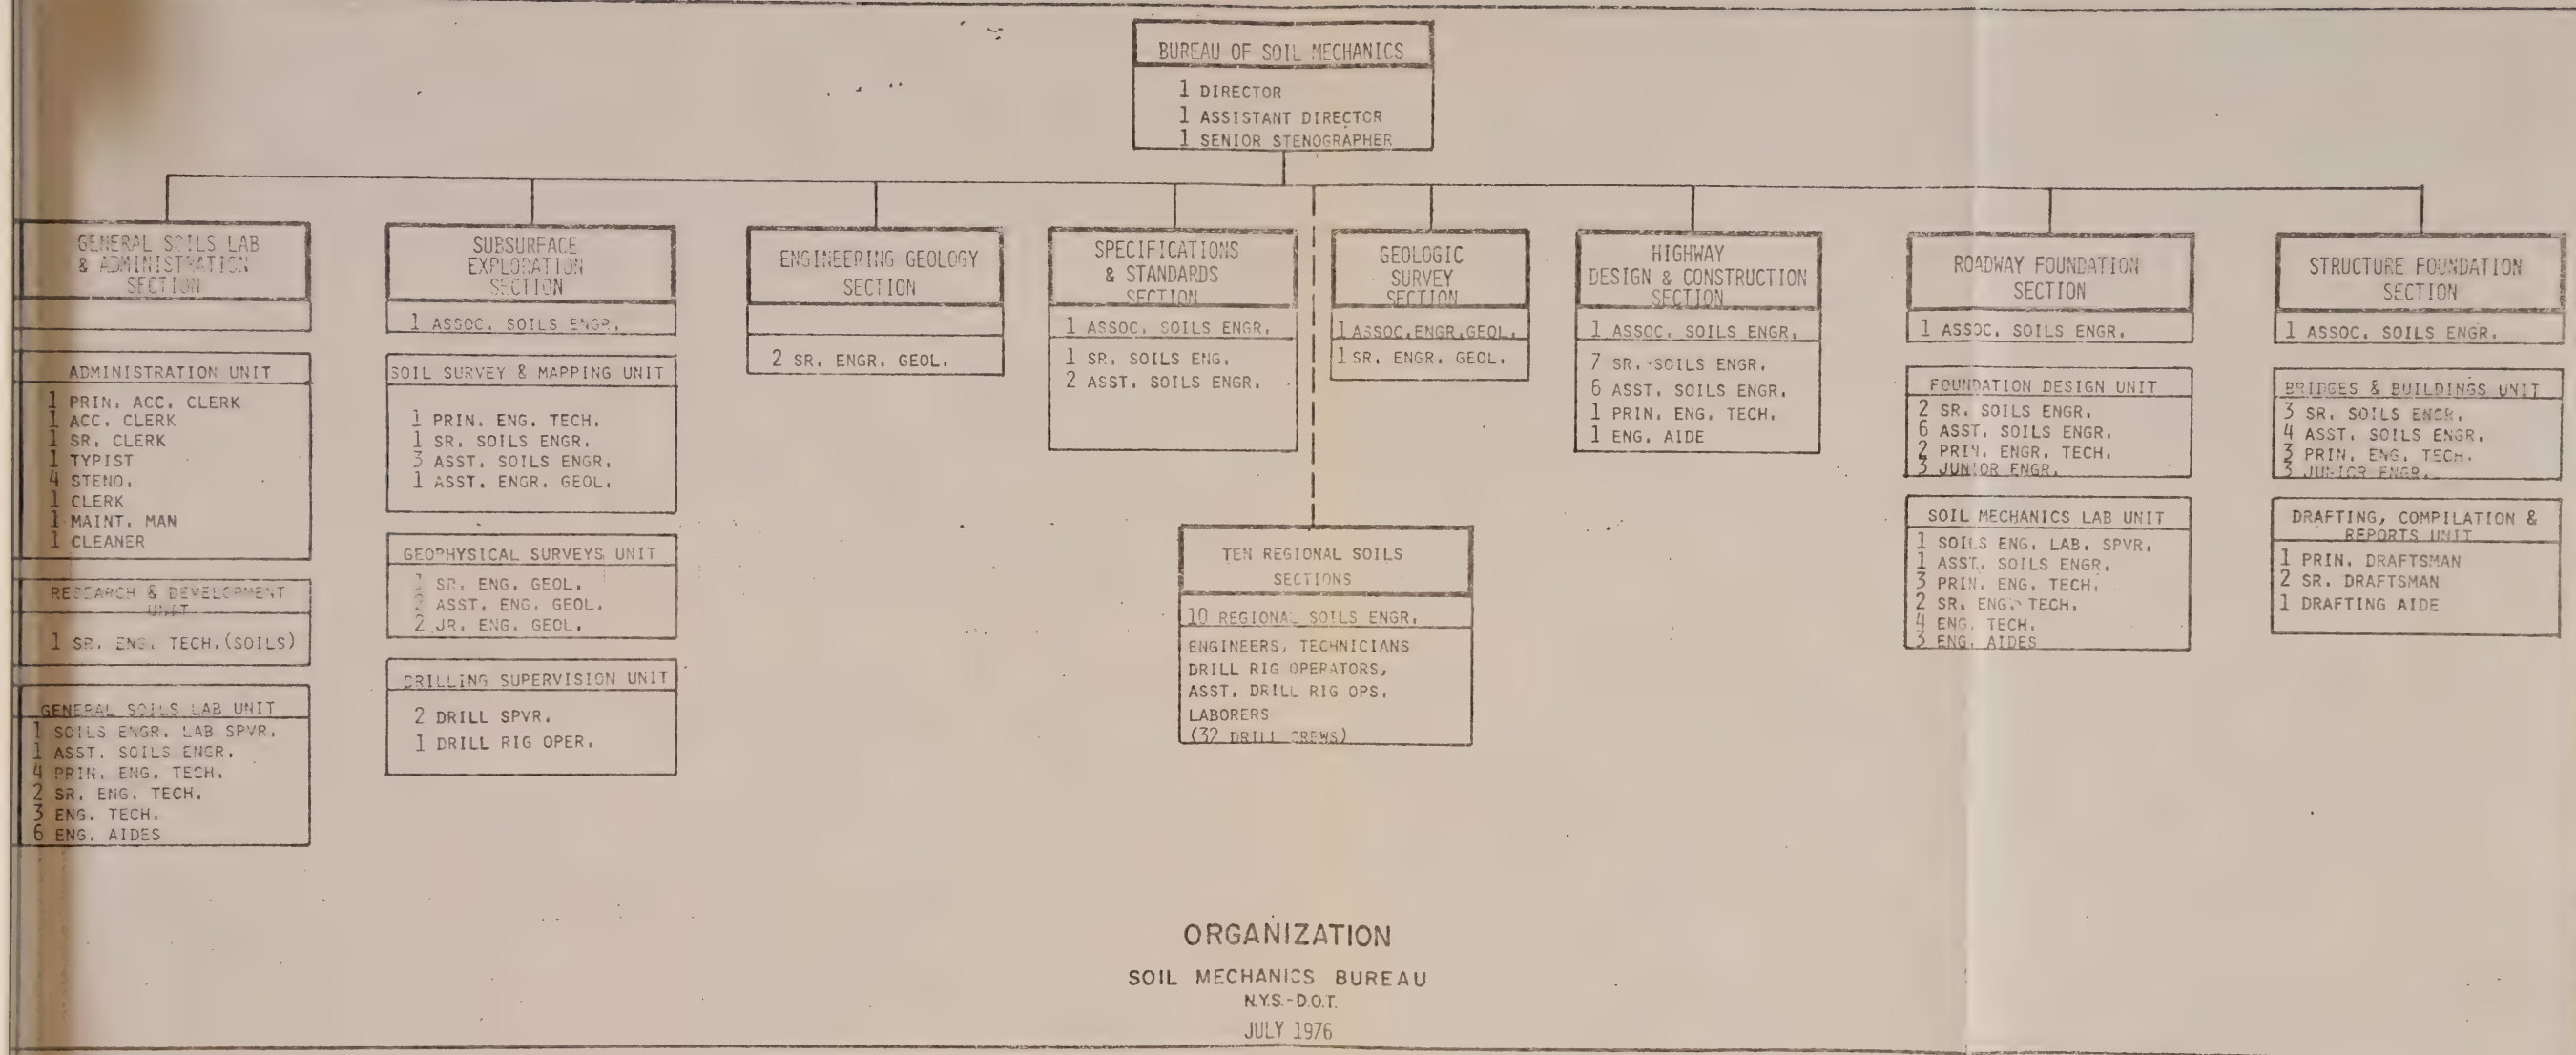 BUREAU OF SOIL MECHANICS
1 DIRECTOR
1 ASSISTANT DIRECTOR
1 SENIOR STENOGRAPHER
GENERAL SOILS LAB
& ADMINISTRATION
SECTION
ADMINISTRATION UNIT
1 PRIN. ACC. CLERK
1 ACC. CLERK
1 SR. CLERK
1 TYPIST
4 STENO.
1 CLERK
1 MAINT. MAN
1 CLEANER
RESEARCH & DEVELOPMENT
UNIT
1 SR. ENG. TECH.(SOILS)
GENERAL SOILS LAB UNIT
1 SOILS ENGR. LAB SPVR.
1 ASST. SOILS ENGR.
4 PRIN. ENG. TECH.
2 SR. ENG. TECH.
3 ENG. TECH.
6 ENG. AIDES
SUBSURFACE
EXPLORATION
SECTION
1 ASSOC. SOILS ENGR.
SOIL SURVEY & MAPPING UNIT
1 PRIN. ENG. TECH.
1 SR. SOILS ENGR.
3 ASST. SOILS ENGR.
1 ASST. ENGR. GEOL.
GEOPHYSICAL SURVEYS UNIT
SR. ENG. GEOL.
ASST. ENG. GEOL.
2 JR. ENG. GEOL.
DRILLING SUPERVISION UNIT
2 DRILL SPVR.
1 DRILL RIG OPER.
ENGINEERING GEOLOGY
SECTION
2 SR. ENGR. GEOL.
SPECIFICATIONS
& STANDARDS
SECTION
1 ASSOC. SOILS ENGR.
1 SR. SOILS ENG.
2 ASST. SOILS ENGR.
GEOLOGIC
SURVEY
SECTION
1 ASSOC.ENGR.GEOL.
1 SR. ENGR. GEOL.
TEN REGIONAL SOILS
SECTIONS
10 REGIONAL SOILS ENGR.
ENGINEERS, TECHNICIANS
DRILL RIG OPERATORS,
ASST. DRILL RIG OPS.
LABORERS
(32 DRILL CREWS)
HIGHWAY
DESIGN & CONSTRUCTION
SECTION
1 ASSOC. SOILS ENGR.
7 SR. SOILS ENGR.
6 ASST. SOILS ENGR.
1 PRIN. ENG. TECH.
1 ENG. AIDE
ROADWAY FOUNDATION
SECTION
1 ASSOC. SOILS ENGR.
FOUNDATION DESIGN UNIT
2 SR. SOILS ENGR.
6 ASST. SOILS ENGR.
2 PRIN. ENGR. TECH.
3 JUNIOR ENGR.
SOIL MECHANICS LAB UNIT
1 SOILS ENG. LAB. SPVR.
1 ASST. SOILS ENGR.
3 PRIN. ENG. TECH.
2 SR. ENG. TECH.
4 ENG. TECH.
3 ENG. AIDES
STRUCTURE FOUNDATION
SECTION
1 ASSOC. SOILS ENGR.
BRIDGES & BUILDINGS UNIT
3 SR. SOILS ENGR.
4 ASST. SOILS ENGR.
3 PRIN. ENG. TECH.
3 JUNIOR ENGR.
DRAFTING, COMPILATION &
REPORTS UNIT
1 PRIN. DRAFTSMAN
2 SR. DRAFTSMAN
1 DRAFTING AIDE
ORGANIZATION
SOIL MECHANICS BUREAU
N.Y.S.-D.O.T.
JULY 1976